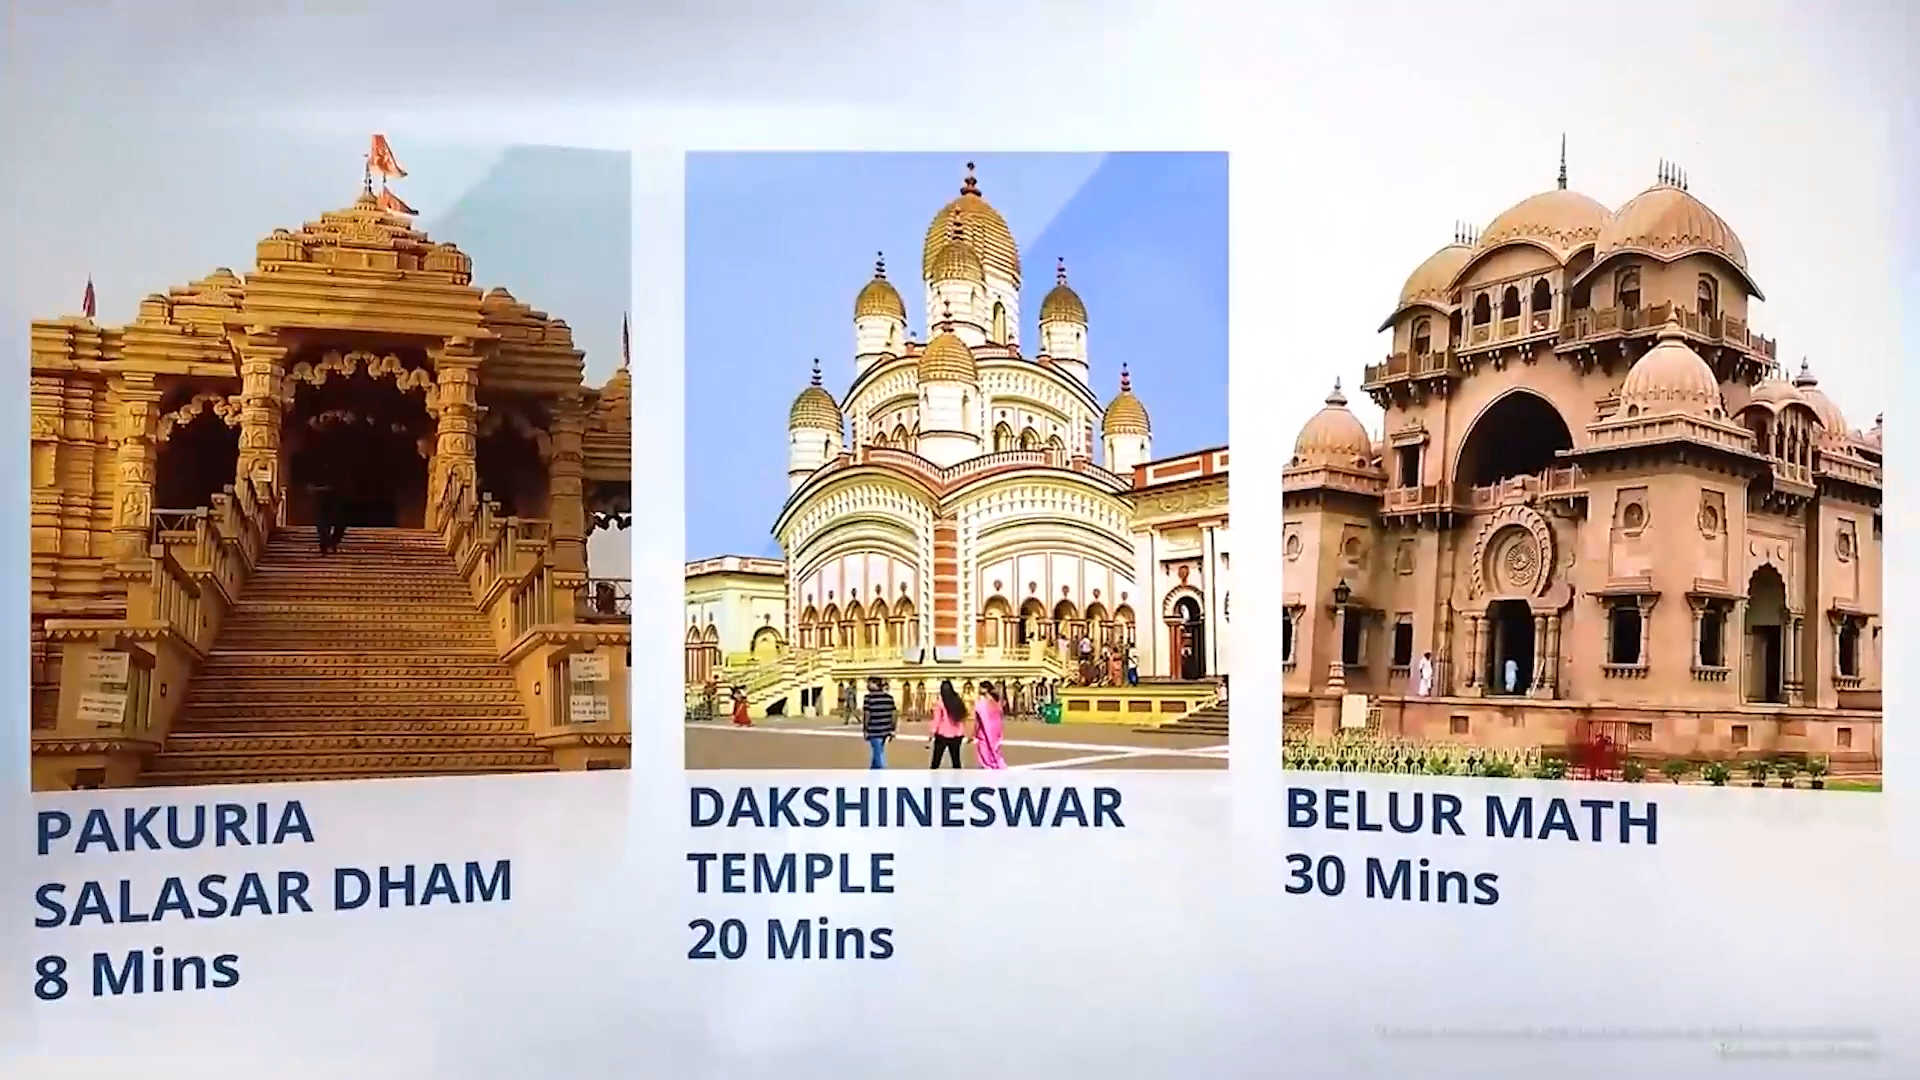 PAKURIA
SALASAR DHAM
8 Mins
DAKSHINESWAR
TEMPLE
20 Mins
BELUR MATH
30 Mins